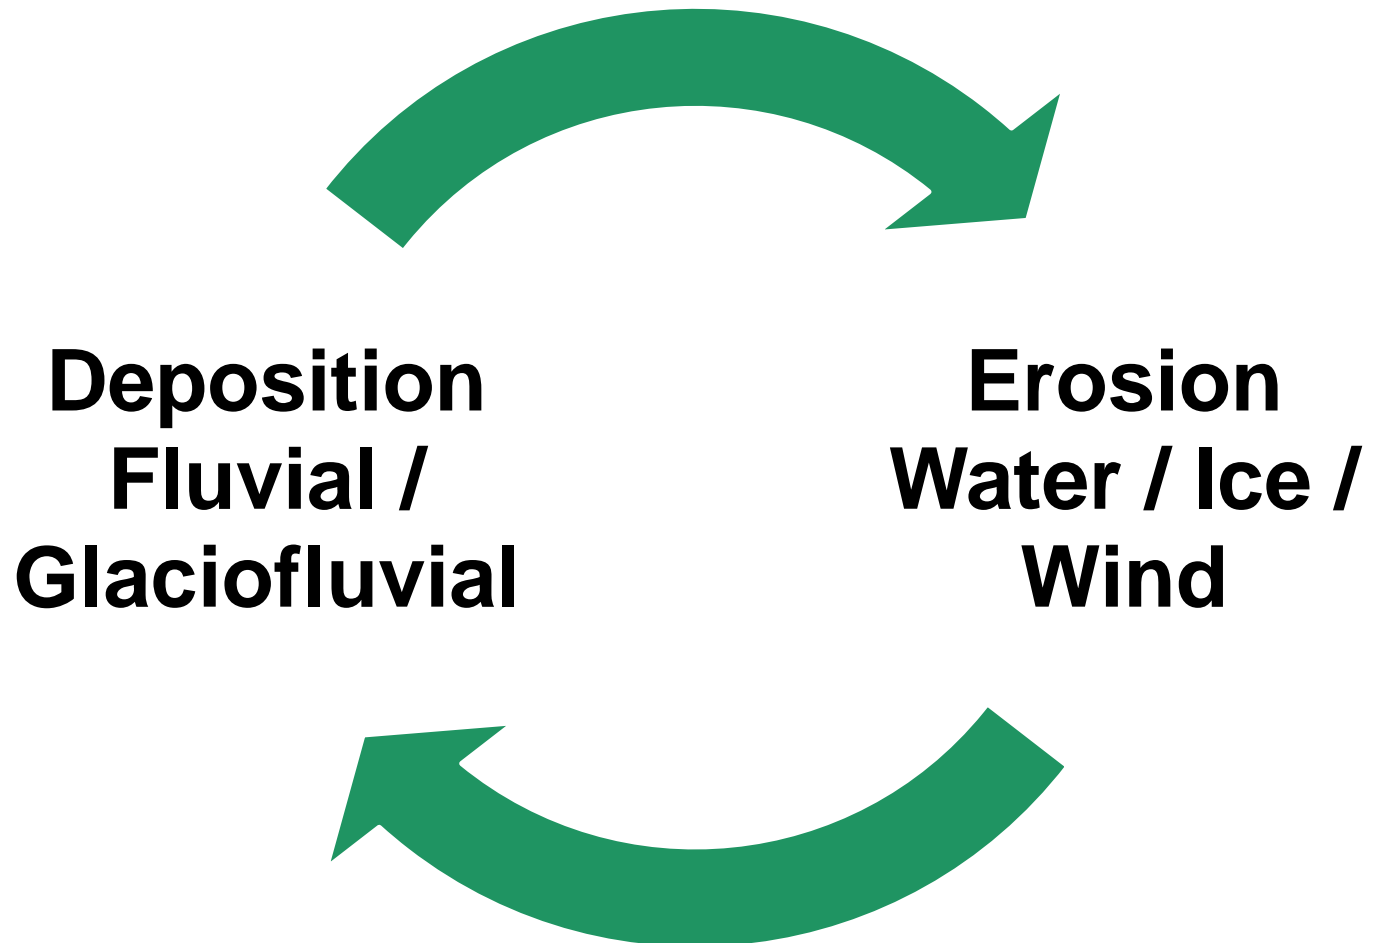 Deposition
Fluvial /
Glaciofluvial
Erosion
Water / Ice /
Wind